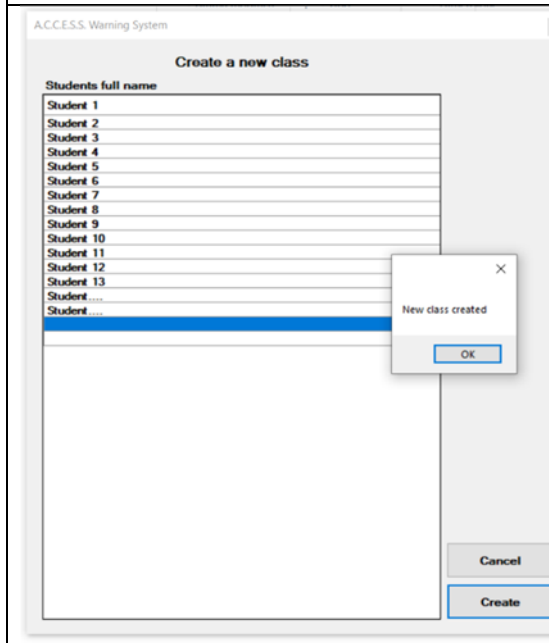 A.C.C.E.S.S. Warning System
Create a new class
Students full name
Student 1
Student 2
Student 3
Student 4
Student 5
Student 6
Student 7
Student 8
Student 9
Student 10
Student 11
Student 12
Student 13
Student....
Student....
New class created
OK
Cancel
Create